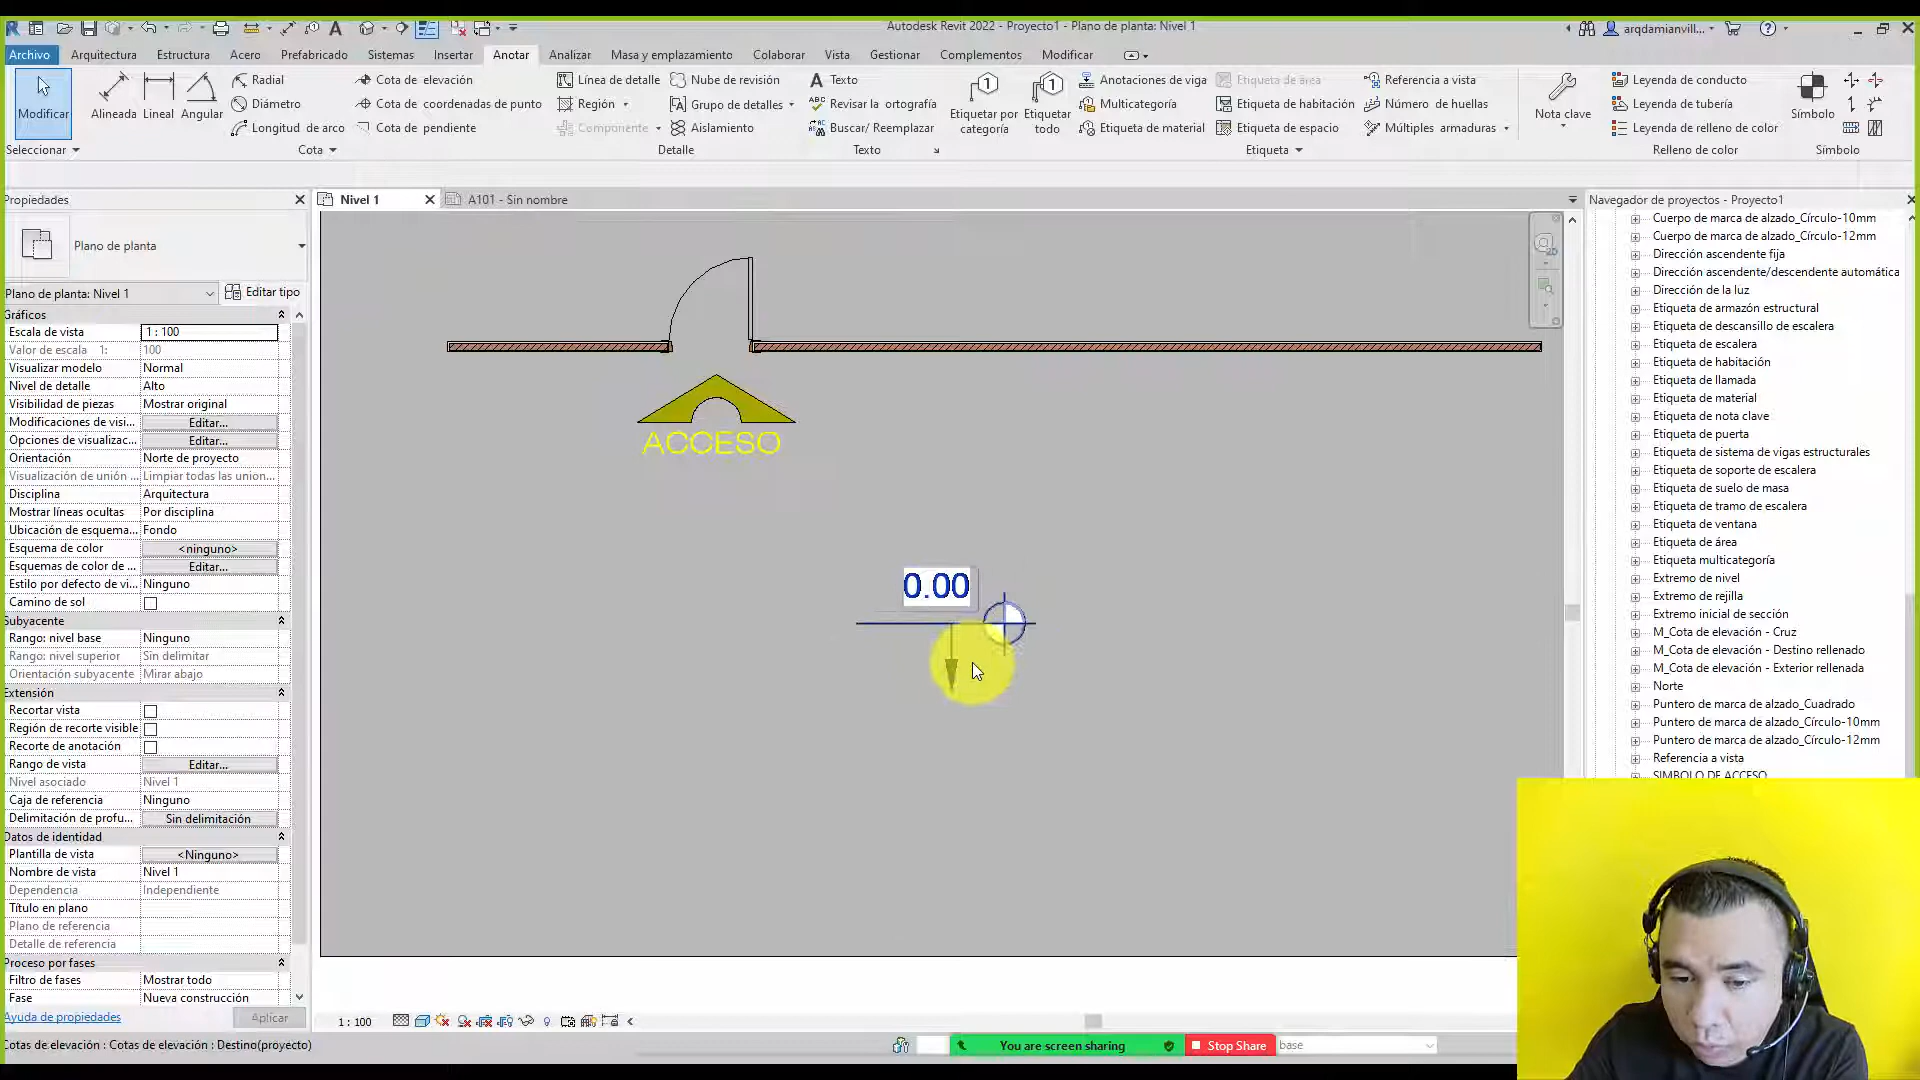 Autodesk Revit 2022 - Proyecto1 - Plano de planta: Nivel 1
arqdamianvill...
Archivo Arquitectura Estructura Acero Prefabricado Sistemas Insertar Anotar Analizar Masa y emplazamiento Colaborar Vista Gestionar Complementos Modificar
Modificar
Alineada Lineal Angular
Radial
Diámetro
Longitud de arco
Cota de elevación
Cota de coordenadas de punto
Cota de pendiente
Línea de detalle
Región
Componente
Nube de revisión
Grupo de detalles
Aislamiento
Texto
Revisar la ortografía
Buscar/ Reemplazar
Etiquetar por categoría
Etiquetar todo
Anotaciones de viga
Multicategoría
Etiqueta de material
Etiqueta de área
Etiqueta de habitación
Etiqueta de espacio
Referencia a vista
Número de huellas
Múltiples armaduras
Nota clave
Leyenda de conducto
Leyenda de tubería
Leyenda de relleno de color
Símbolo
Seleccionar Cota Detalle Texto Etiqueta Relleno de color Símbolo
Propiedades
Nivel 1
A101 - Sin nombre
Navegador de proyectos - Proyecto1
Plano de planta
Plano de planta: Nivel 1
Editar tipo
Gráficos
Escala de vista 1 : 100
Valor de escala 1: 100
Visualizar modelo Normal
Nivel de detalle Alto
Visibilidad de piezas Mostrar original
Modificaciones de visi... Editar...
Opciones de visualizac... Editar...
Orientación Norte de proyecto
Visualización de unión ... Limpiar todas las union...
Disciplina Arquitectura
Mostrar líneas ocultas Por disciplina
Ubicación de esquema... Fondo
Esquema de color <ninguno>
Esquemas de color de ... Editar...
Estilo por defecto de vi... Ninguno
Camino de sol
Subyacente
Rango: nivel base Ninguno
Rango: nivel superior Sin delimitar
Orientación subyacente Mirar abajo
Extensión
Recortar vista
Región de recorte visible
Recorte de anotación
Rango de vista Editar...
Nivel asociado Nivel 1
Caja de referencia Ninguno
Delimitación de profu... Sin delimitación
Datos de identidad
Plantilla de vista <Ninguno>
Nombre de vista Nivel 1
Dependencia Independiente
Título en plano
Plano de referencia
Detalle de referencia
Proceso por fases
Filtro de fases Mostrar todo
Fase Nueva construcción
Ayuda de propiedades
Aplicar
ACCESO
0.00
Cuerpo de marca de alzado_Círculo-10mm
Cuerpo de marca de alzado_Círculo-12mm
Dirección ascendente fija
Dirección ascendente/descendente automática
Dirección de la luz
Etiqueta de armazón estructural
Etiqueta de descansillo de escalera
Etiqueta de escalera
Etiqueta de habitación
Etiqueta de llamada
Etiqueta de material
Etiqueta de nota clave
Etiqueta de puerta
Etiqueta de sistema de vigas estructurales
Etiqueta de soporte de escalera
Etiqueta de suelo de masa
Etiqueta de tramo de escalera
Etiqueta de ventana
Etiqueta de área
Etiqueta multicategoría
Extremo de nivel
Extremo de rejilla
Extremo inicial de sección
M_Cota de elevación - Cruz
M_Cota de elevación - Destino rellenado
M_Cota de elevación - Exterior rellenada
Norte
Puntero de marca de alzado_Cuadrado
Puntero de marca de alzado_Círculo-10mm
Puntero de marca de alzado_Círculo-12mm
Referencia a vista
SIMBOLO DE ACCESO
1 : 100
Cotas de elevación : Cotas de elevación : Destino(proyecto)
You are screen sharing
Stop Share
base